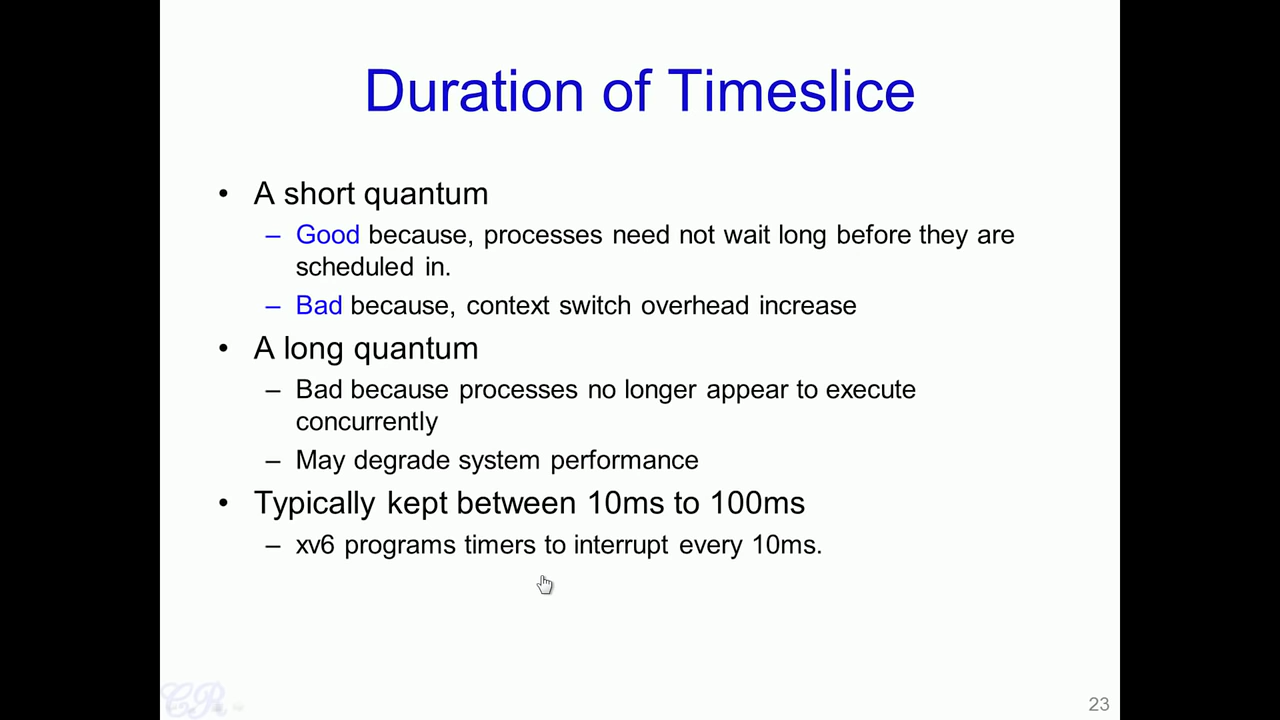 Duration of Timeslice
• A short quantum
– Good because, processes need not wait long before they are
scheduled in.
– Bad because, context switch overhead increase
• A long quantum
– Bad because processes no longer appear to execute
concurrently
– May degrade system performance
• Typically kept between 10ms to 100ms
– xv6 programs timers to interrupt every 10ms.
CR
23